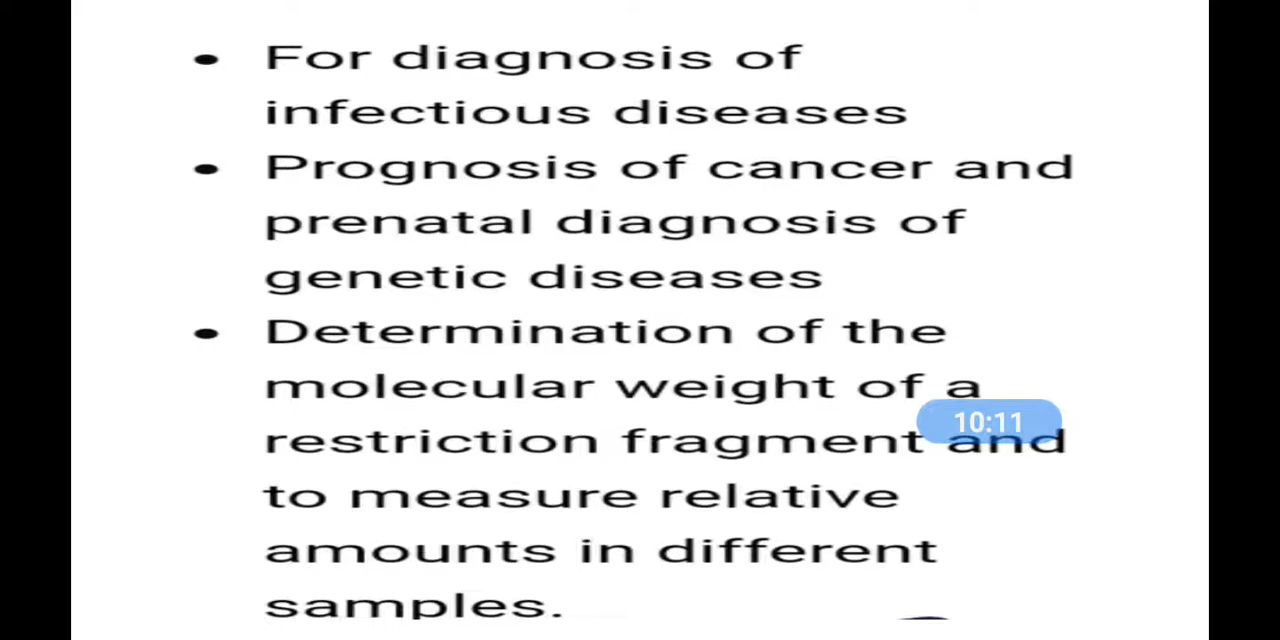 • For diagnosis of
infectious diseases
• Prognosis of cancer and
prenatal diagnosis of
genetic diseases
• Determination of the
molecular weight of a
10:11
restriction fragment and
to measure relative
amounts in different
samples.